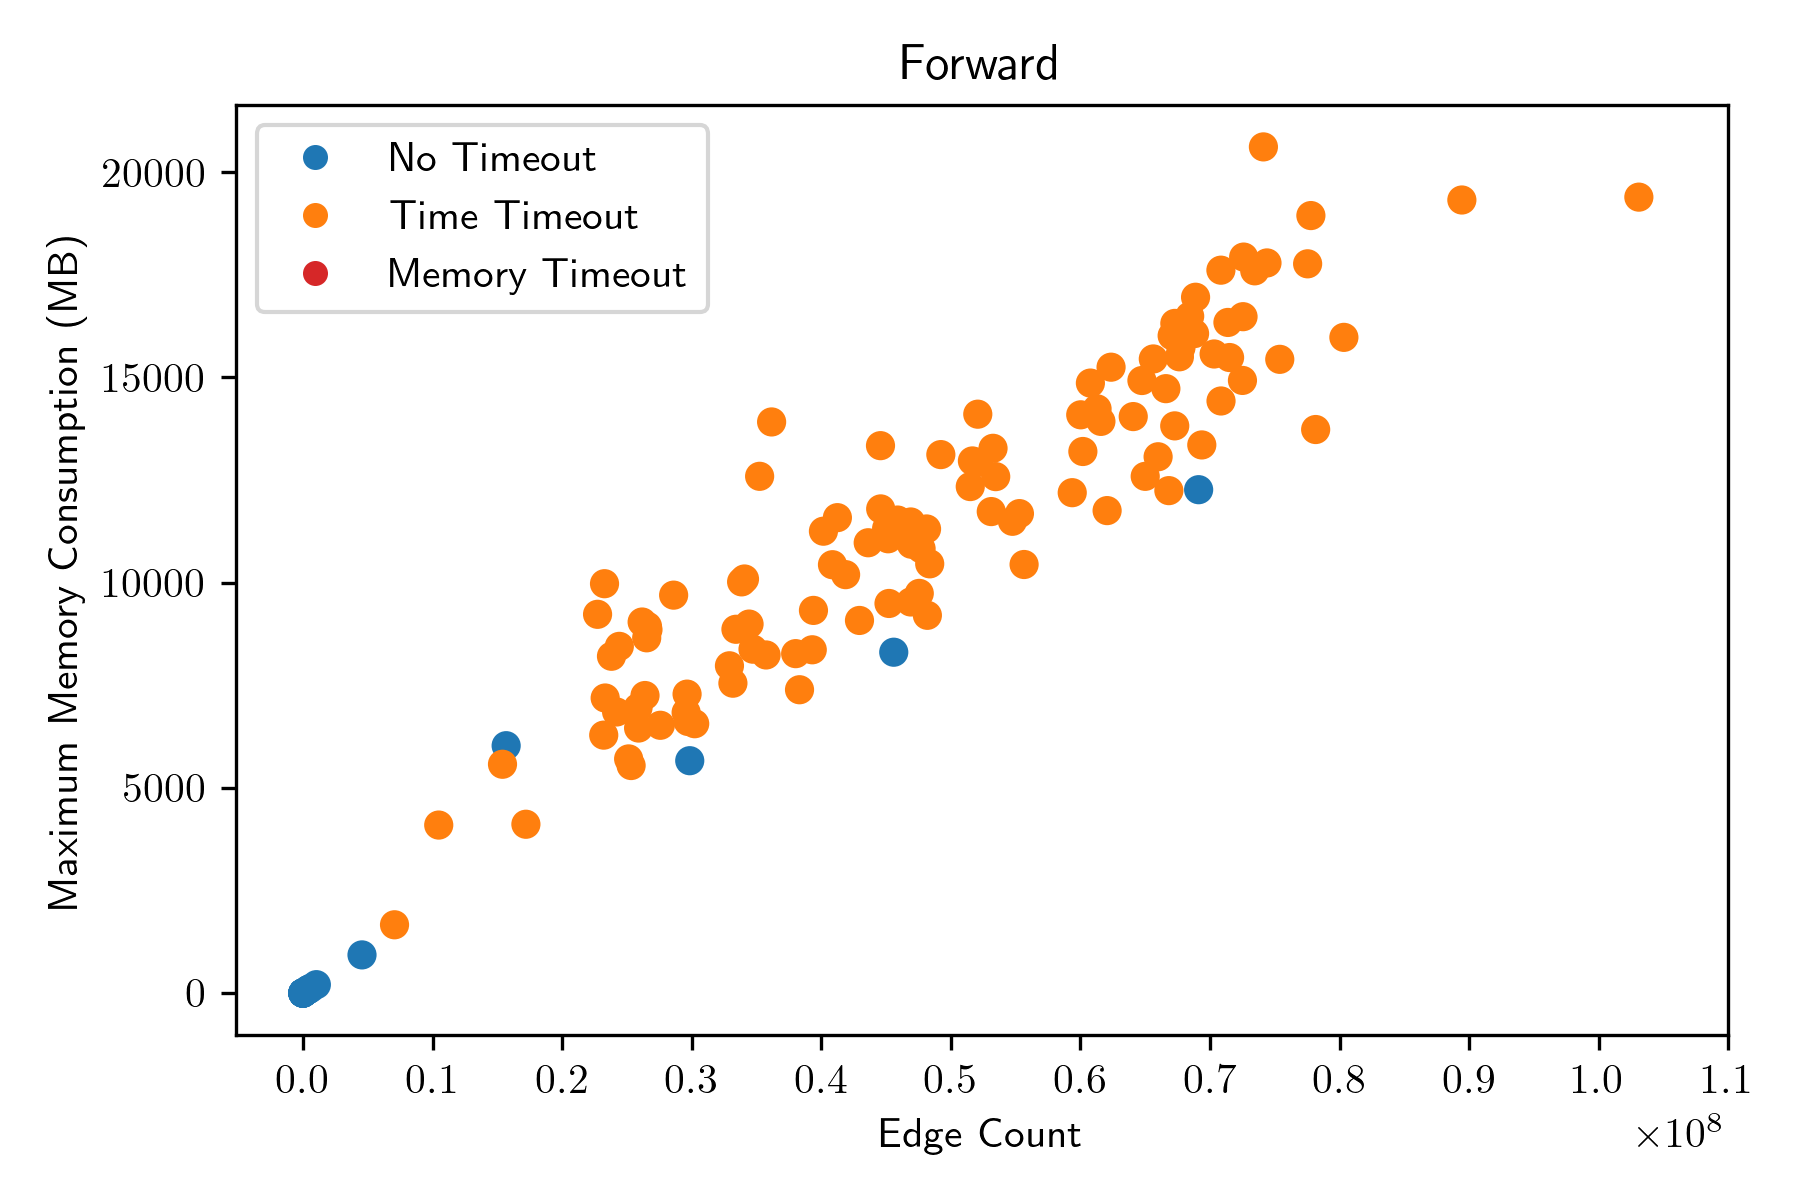 Forward
No Timeout
Time Timeout
Memory Timeout
Maximum Memory Consumption (MB)
20000
15000
10000
5000
0
0.0 0.1 0.2 0.3 0.4 0.5 0.6 0.7 0.8 0.9 1.0 1.1
Edge Count
×10⁸